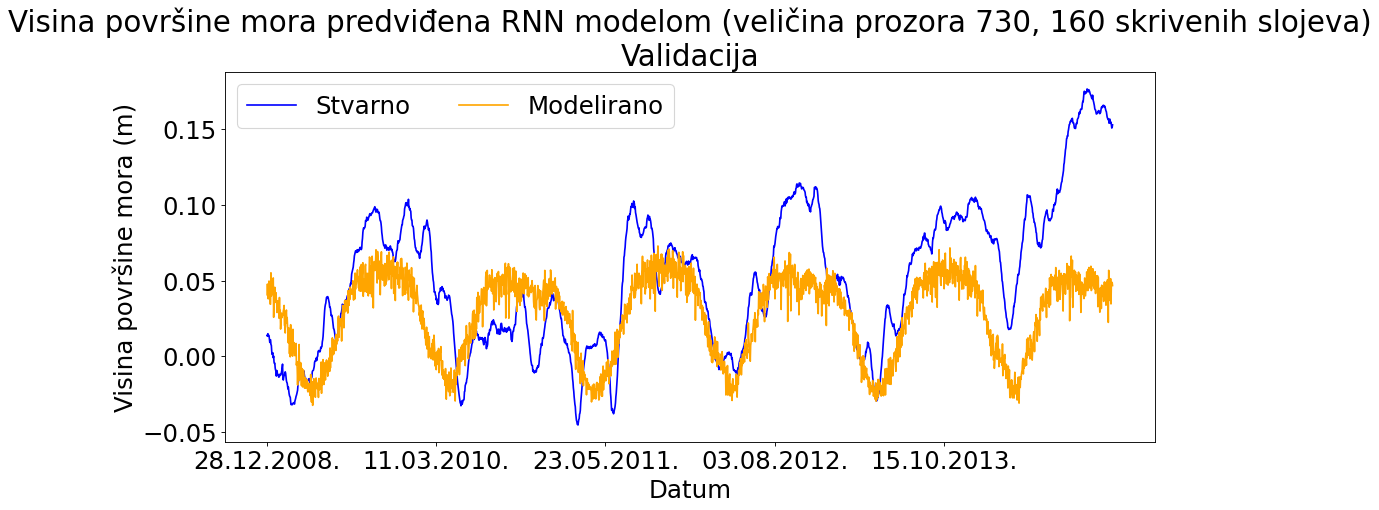 Visina površine mora predviđena RNN modelom (veličina prozora 730, 160 skrivenih slojeva)
Validacija
Stvarno
Modelirano
Visina površine mora (m)
0.15
0.10
0.05
0.00
−0.05
28.12.2008.
11.03.2010.
23.05.2011.
03.08.2012.
15.10.2013.
Datum